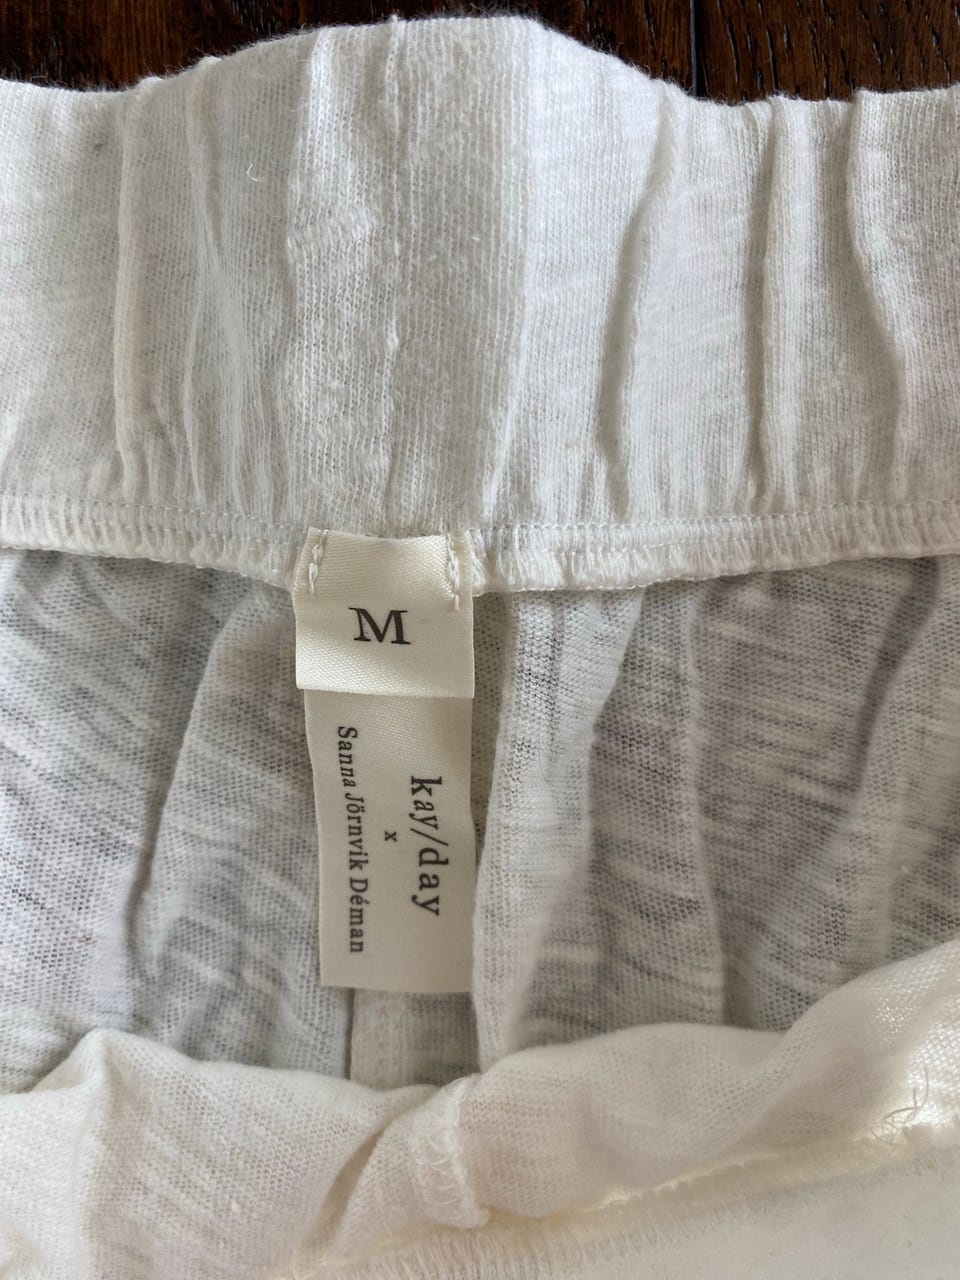 M
kay/day
x
Sanna Jörnvik Déman